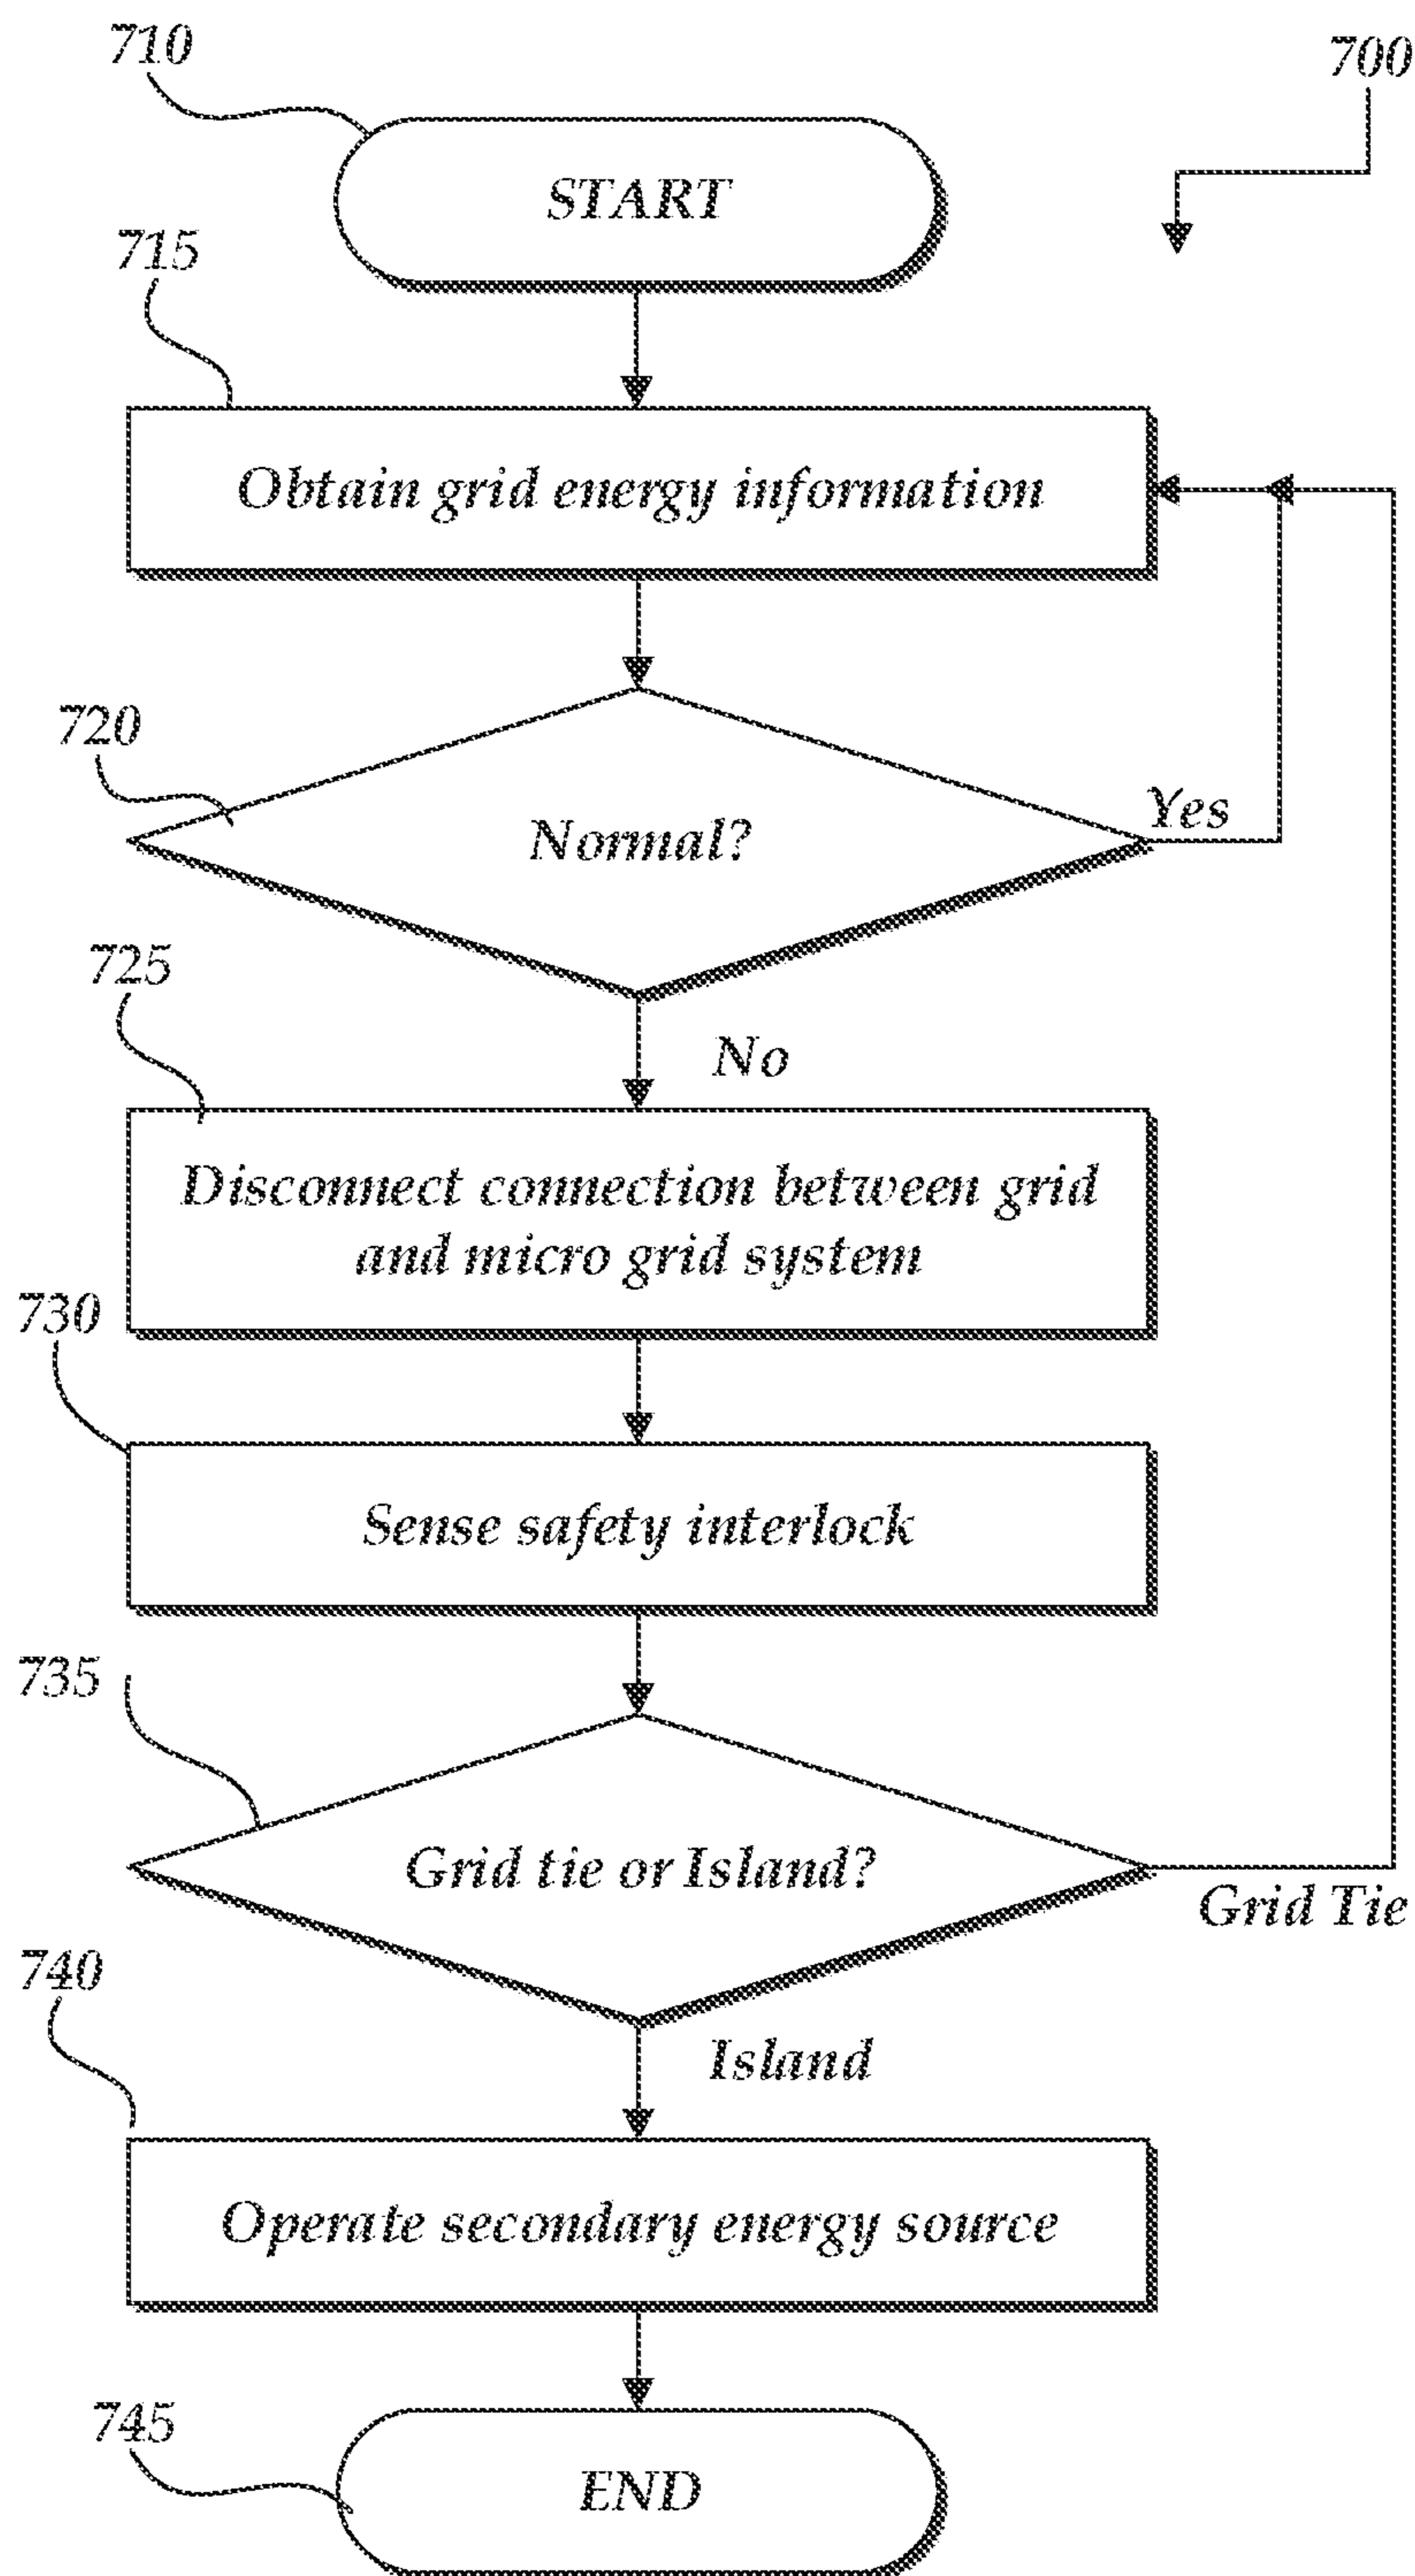 710
700
START
715
Obtain grid energy information
720
Normal?
Yes
725
No
Disconnect connection between grid
and micro grid system
730
Sense safety interlock
735
Grid tie or Island?
Grid Tie
740
Island
Operate secondary energy source
745
END